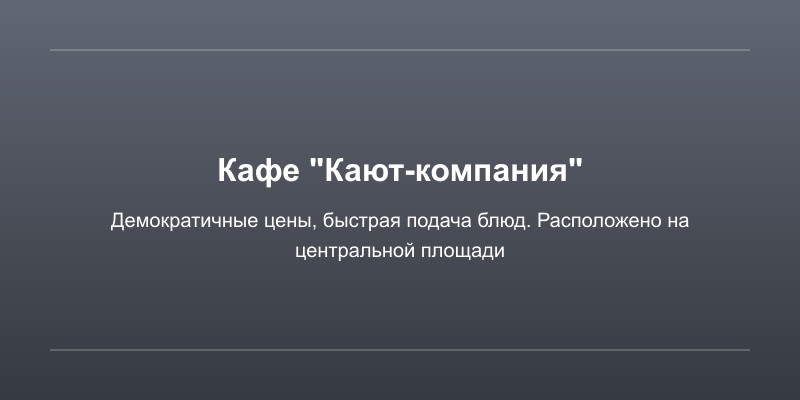 Кафе "Кают-компания"
Демократичные цены, быстрая подача блюд. Расположено на
центральной площади